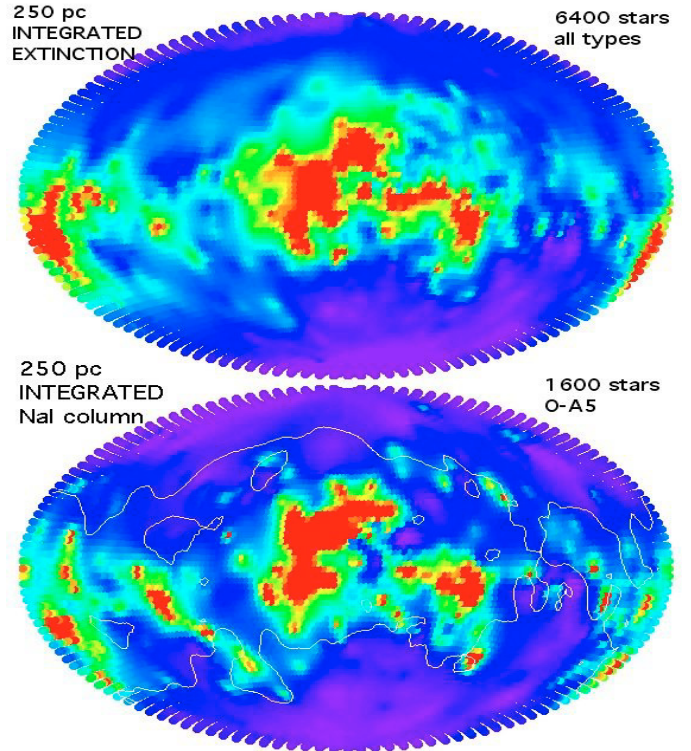 250 pc
INTEGRATED
EXTINCTION
6400 stars
all types
250 pc
INTEGRATED
NaI column
1600 stars
O-A5